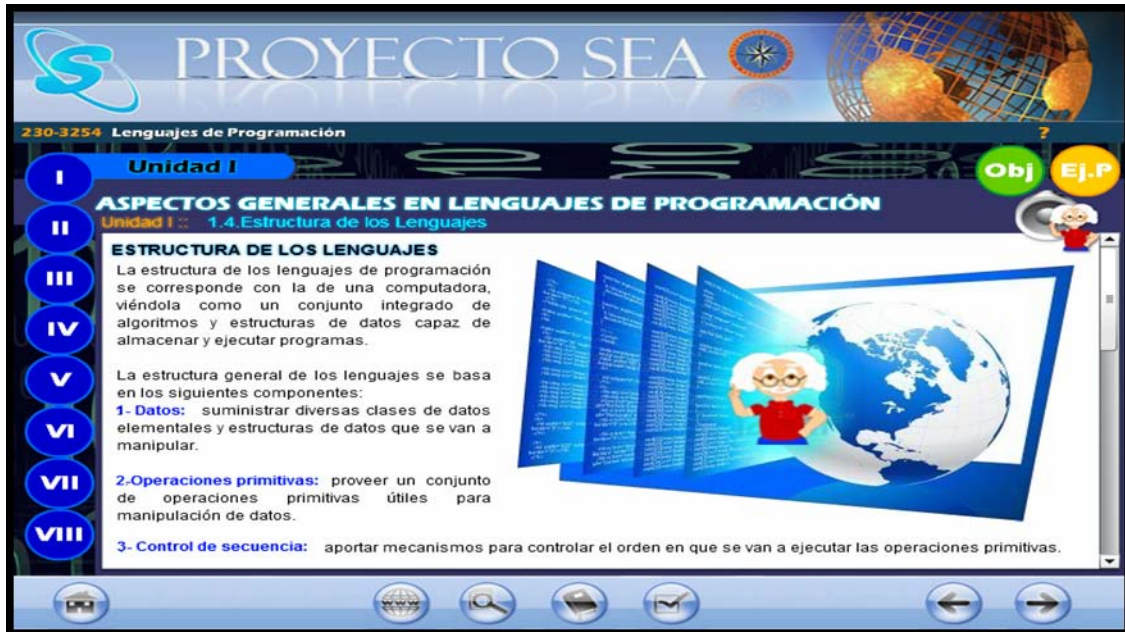 PROYECTO SEA
230-3254 Lenguajes de Programación
?
Unidad I
Obj
Ej.P
I
II
III
IV
V
VI
VII
VIII
ASPECTOS GENERALES EN LENGUAJES DE PROGRAMACIÓN
Unidad I :: 1.4.Estructura de los Lenguajes
ESTRUCTURA DE LOS LENGUAJES
La estructura de los lenguajes de programación
se corresponde con la de una computadora,
viéndola como un conjunto integrado de
algoritmos y estructuras de datos capaz de
almacenar y ejecutar programas.
La estructura general de los lenguajes se basa
en los siguientes componentes:
1- Datos: suministrar diversas clases de datos
elementales y estructuras de datos que se van a
manipular.
2-Operaciones primitivas: proveer un conjunto
de operaciones primitivas útiles para
manipulación de datos.
3- Control de secuencia: aportar mecanismos para controlar el orden en que se van a ejecutar las operaciones primitivas.
www